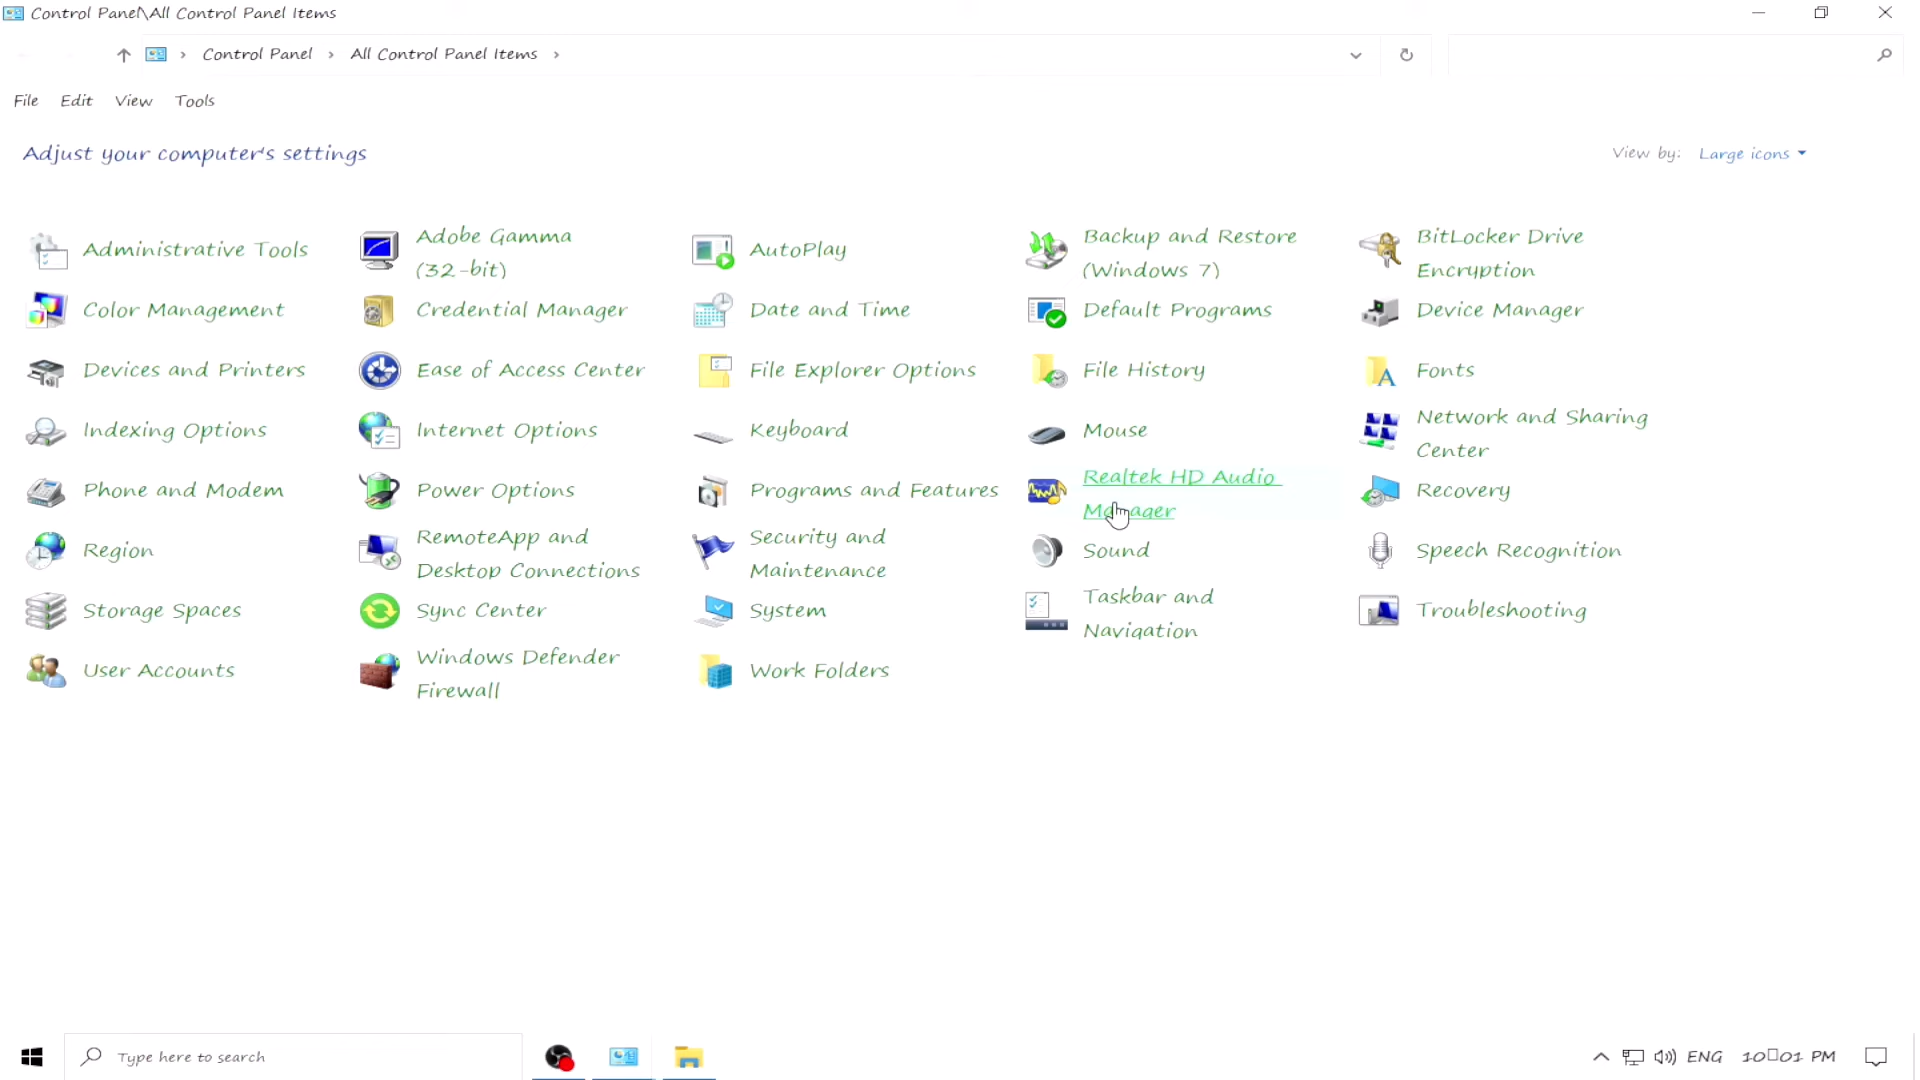 Control Panel\All Control Panel Items
Control Panel
All Control Panel Items
File Edit View Tools
Adjust your computer's settings
View by: Large icons
Administrative Tools
Adobe Gamma
(32-bit)
AutoPlay
Backup and Restore
(Windows 7)
BitLocker Drive
Encryption
Color Management
Credential Manager
Date and Time
Default Programs
Device Manager
Devices and Printers
Ease of Access Center
File Explorer Options
File History
Fonts
Indexing Options
Internet Options
Keyboard
Mouse
Network and Sharing
Center
Phone and Modem
Power Options
Programs and Features
Realtek HD Audio
Manager
Recovery
Region
RemoteApp and
Desktop Connections
Security and
Maintenance
Sound
Speech Recognition
Storage Spaces
Sync Center
System
Taskbar and
Navigation
Troubleshooting
User Accounts
Windows Defender
Firewall
Work Folders
Type here to search
ENG
10□01 PM